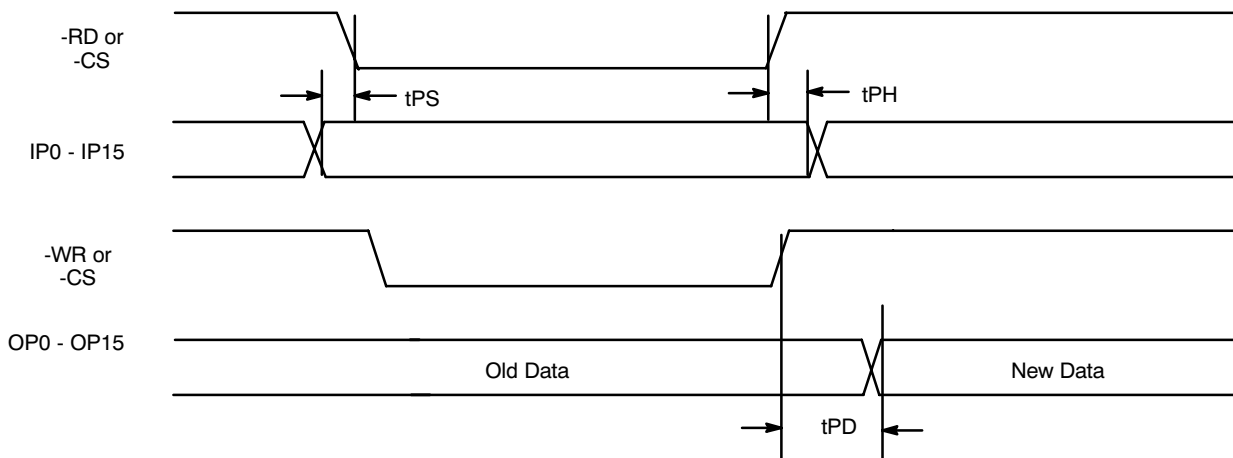 -RD or
-CS
tPS
tPH
IP0 - IP15
-WR or
-CS
OP0 - OP15
Old Data
New Data
tPD